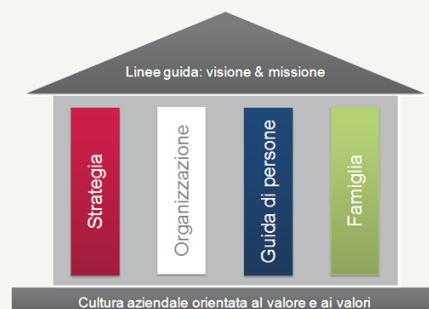 Linee guida: visione & missione
Strategia
Organizzazione
Guida di persone
Famiglia
Cultura aziendale orientata al valore e ai valori